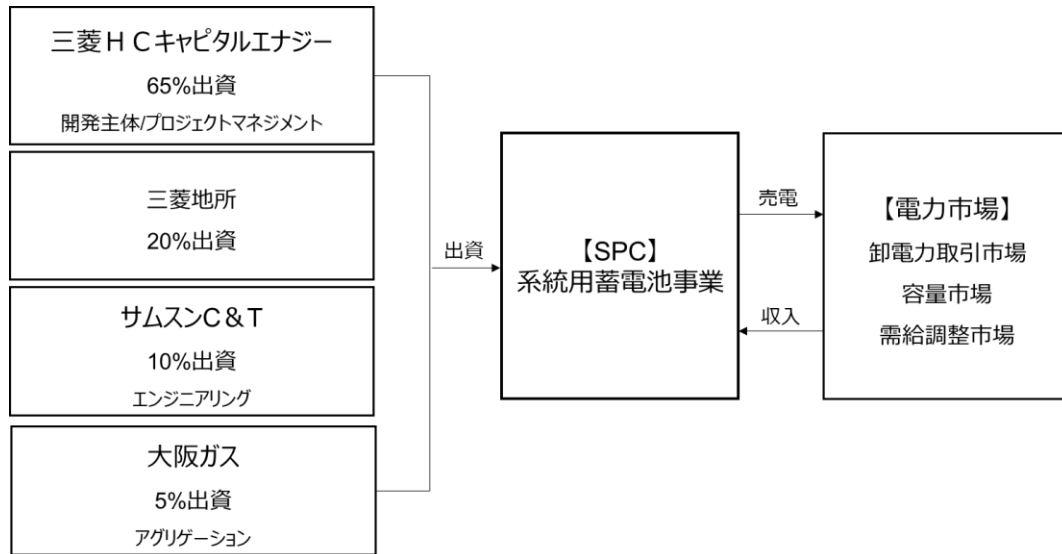 三菱ＨＣキャピタルエナジー
65%出資
開発主体/プロジェクトマネジメント
三菱地所
20%出資
サムスンC＆T
10%出資
エンジニアリング
大阪ガス
5%出資
アグリゲーション
出資
【SPC】
系統用蓄電池事業
売電
収入
【電力市場】
卸電力取引市場
容量市場
需給調整市場